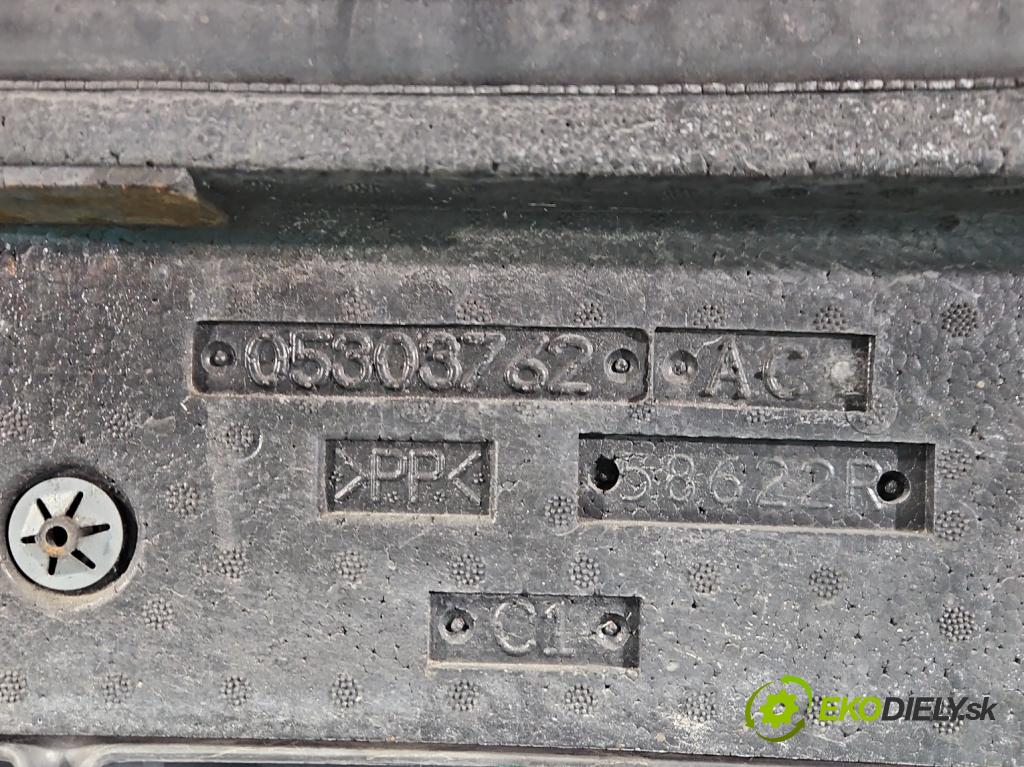 05303762 AC
>PP< 58622R
C1
EKODIELY.sk